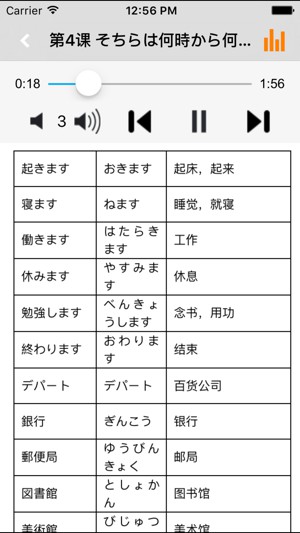 Carrier 12:56 PM
第4课 そちらは何時から何...
0:18 1:56
3
起きます おきます 起床，起来
寝ます ねます 睡觉，就寝
働きます はたらき
ます 工作
休みます やすみま
す 休息
勉強します べんきょ
うします 念书，用功
終わります おわりま
す 结束
デパート デパート 百货公司
銀行 ぎんこう 银行
郵便局 ゆうびん
きょく 邮局
図書館 としょか
ん 图书馆
美術館 びじゅつ 美术馆